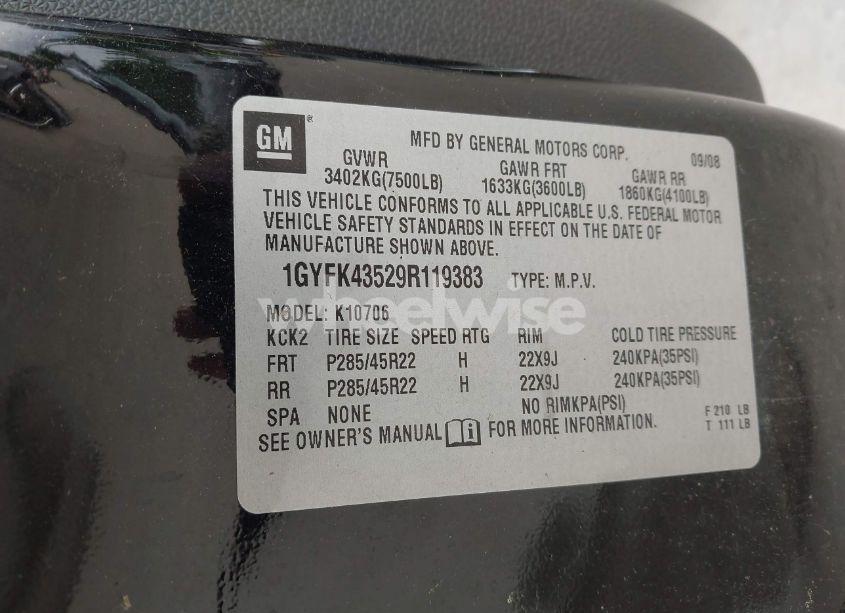 GM ®
MFD BY GENERAL MOTORS CORP. 09/08
GVWR GAWR FRT GAWR RR
3402KG(7500LB) 1633KG(3600LB) 1860KG(4100LB)
THIS VEHICLE CONFORMS TO ALL APPLICABLE U.S. FEDERAL MOTOR
VEHICLE SAFETY STANDARDS IN EFFECT ON THE DATE OF
MANUFACTURE SHOWN ABOVE.
1GYFK43529R119383 TYPE: M.P.V.
wheelwise
MODEL: K10706
KCK2 TIRE SIZE SPEED RTG RIM COLD TIRE PRESSURE
FRT P285/45R22 H 22X9J 240KPA(35PSI)
RR P285/45R22 H 22X9J 240KPA(35PSI)
SPA NONE NO RIMKPA(PSI)
SEE OWNER'S MANUAL i FOR MORE INFORMATION.
F 210 LB
T 111 LB